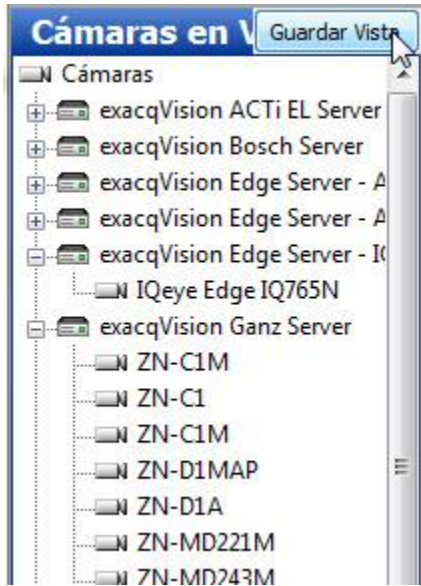 Cámaras en V Guardar Vista
Cámaras
exacqVision ACTi EL Server
exacqVision Bosch Server
exacqVision Edge Server - A
exacqVision Edge Server - A
exacqVision Edge Server - IQ
IQeye Edge IQ765N
exacqVision Ganz Server
ZN-C1M
ZN-C1
ZN-C1M
ZN-D1MAP
ZN-D1A
ZN-MD221M
ZN-MD243M